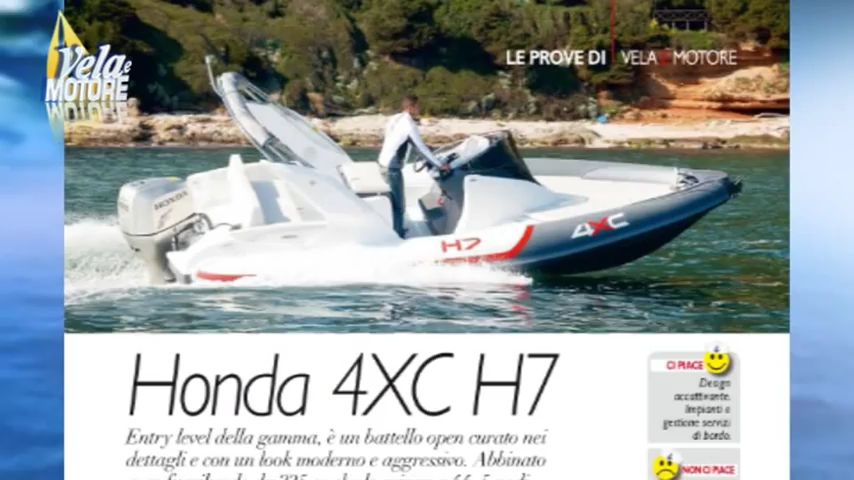 Vela e
MOTORE
LE PROVE DI VELA E MOTORE
HONDA
4XC
H7
Honda 4XC H7
Entry level della gamma, è un battello open curato nei
dettagli e con un look moderno e aggressivo. Abbinato
CI PIACE
Design
accattivante.
Impianti e
gestione servizi
di bordo.
NON CI PIACE